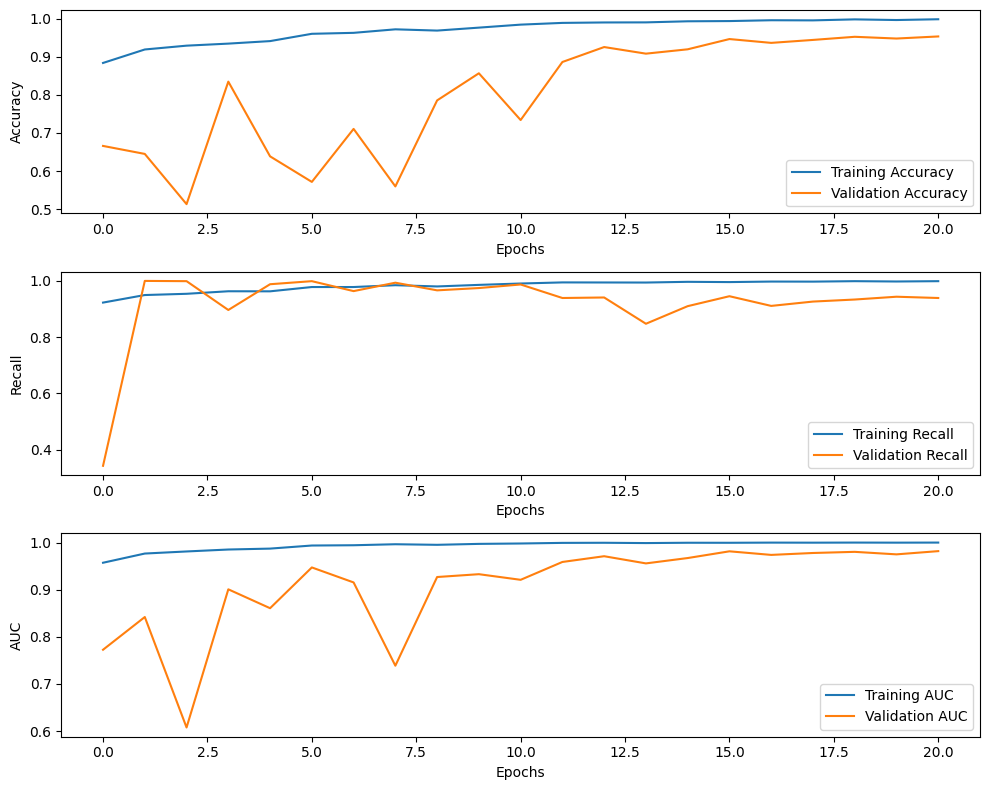 1.0
0.9
0.8
0.7
0.6
0.5
Accuracy
Training Accuracy
Validation Accuracy
0.0 2.5 5.0 7.5 10.0 12.5 15.0 17.5 20.0
Epochs
1.0
0.8
0.6
0.4
Recall
Training Recall
Validation Recall
0.0 2.5 5.0 7.5 10.0 12.5 15.0 17.5 20.0
Epochs
1.0
0.9
0.8
0.7
0.6
AUC
Training AUC
Validation AUC
0.0 2.5 5.0 7.5 10.0 12.5 15.0 17.5 20.0
Epochs